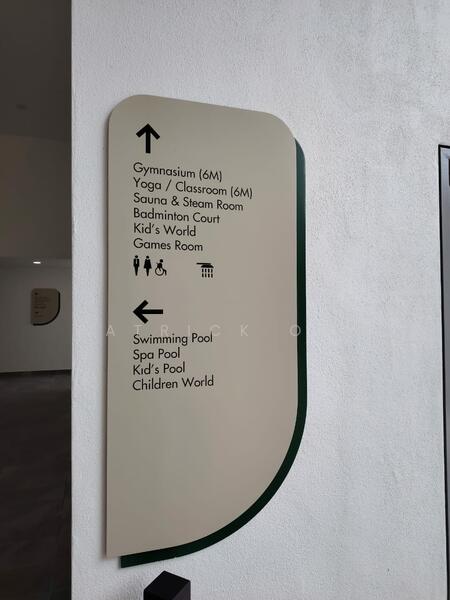 Gymnasium (6M)
Yoga / Classroom (6M)
Sauna & Steam Room
Badminton Court
Kid's World
Games Room
Swimming Pool
Spa Pool
Kid's Pool
Children World
ATRICK O